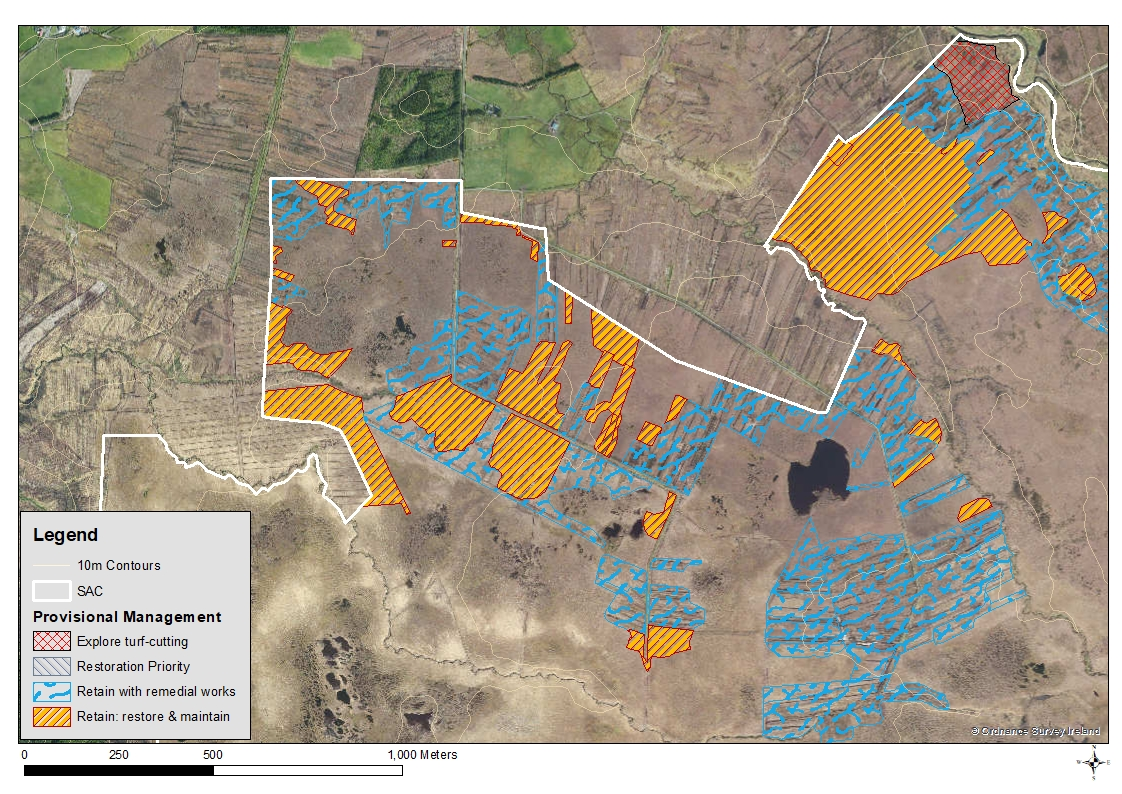 Legend
10m Contours
SAC
Provisional Management
Explore turf-cutting
Restoration Priority
Retain with remedial works
Retain: restore & maintain
© Ordnance Survey Ireland
0 250 500 1,000 Meters
N
W E
S